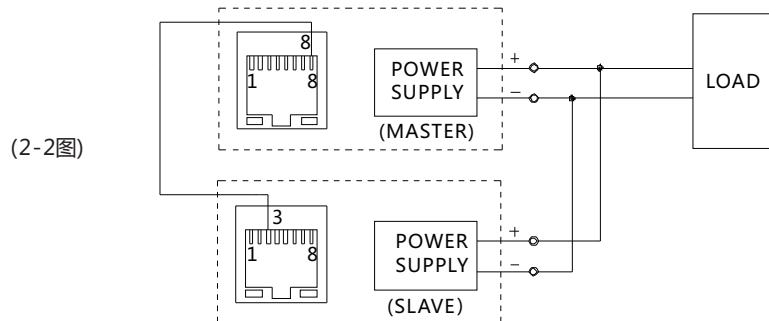 8
1 8
POWER
SUPPLY
(MASTER)
+
−
LOAD
(2-2图)
3
1 8
POWER
SUPPLY
(SLAVE)
+
−